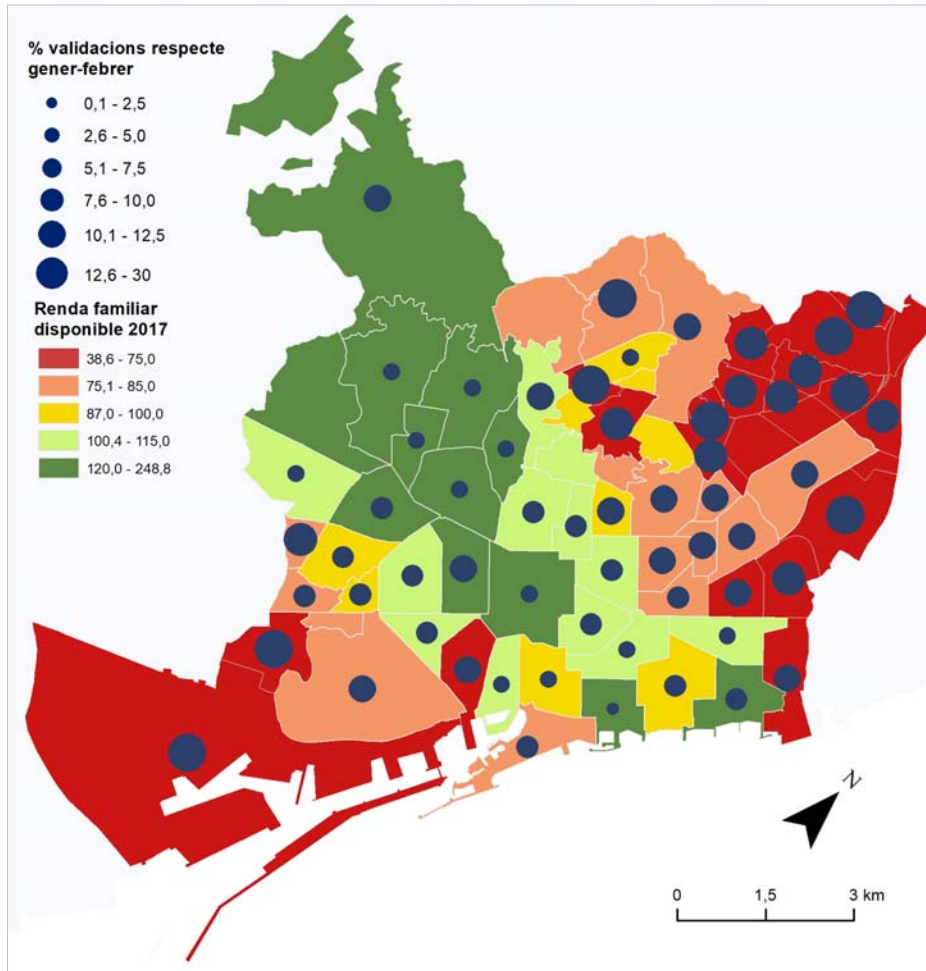 % validacions respecte
gener-febrer
0,1 - 2,5
2,6 - 5,0
5,1 - 7,5
7,6 - 10,0
10,1 - 12,5
12,6 - 30
Renda familiar
disponible 2017
38,6 - 75,0
75,1 - 85,0
87,0 - 100,0
100,4 - 115,0
120,0 - 248,8
N
0 1,5 3 km